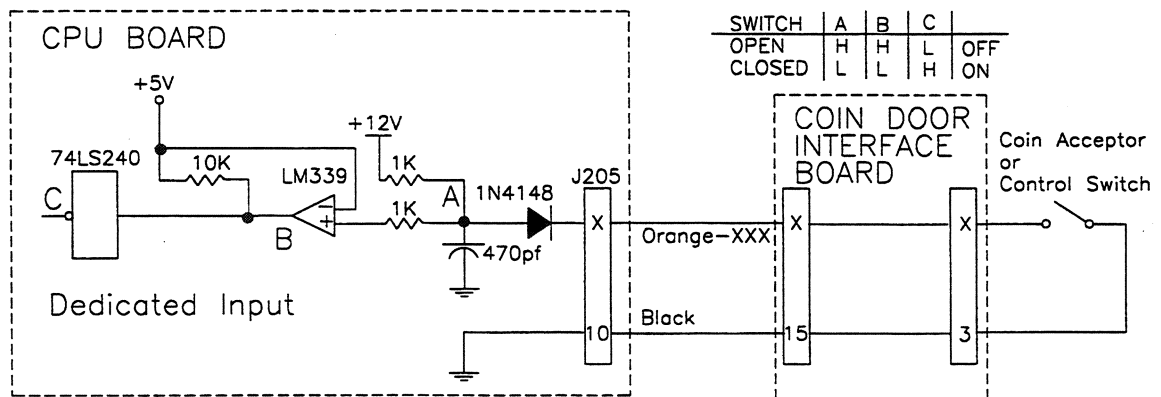 CPU BOARD
SWITCH A B C
OPEN H H L OFF
CLOSED L L H ON
+5V
+12V
COIN DOOR
INTERFACE
BOARD
Coin Acceptor
or
Control Switch
74LS240
10K
LM339
1K
A
1N4148
J205
C
B
−
+
1K
470pf
X
Orange-XXX
X
X
Dedicated Input
Black
10
15
3